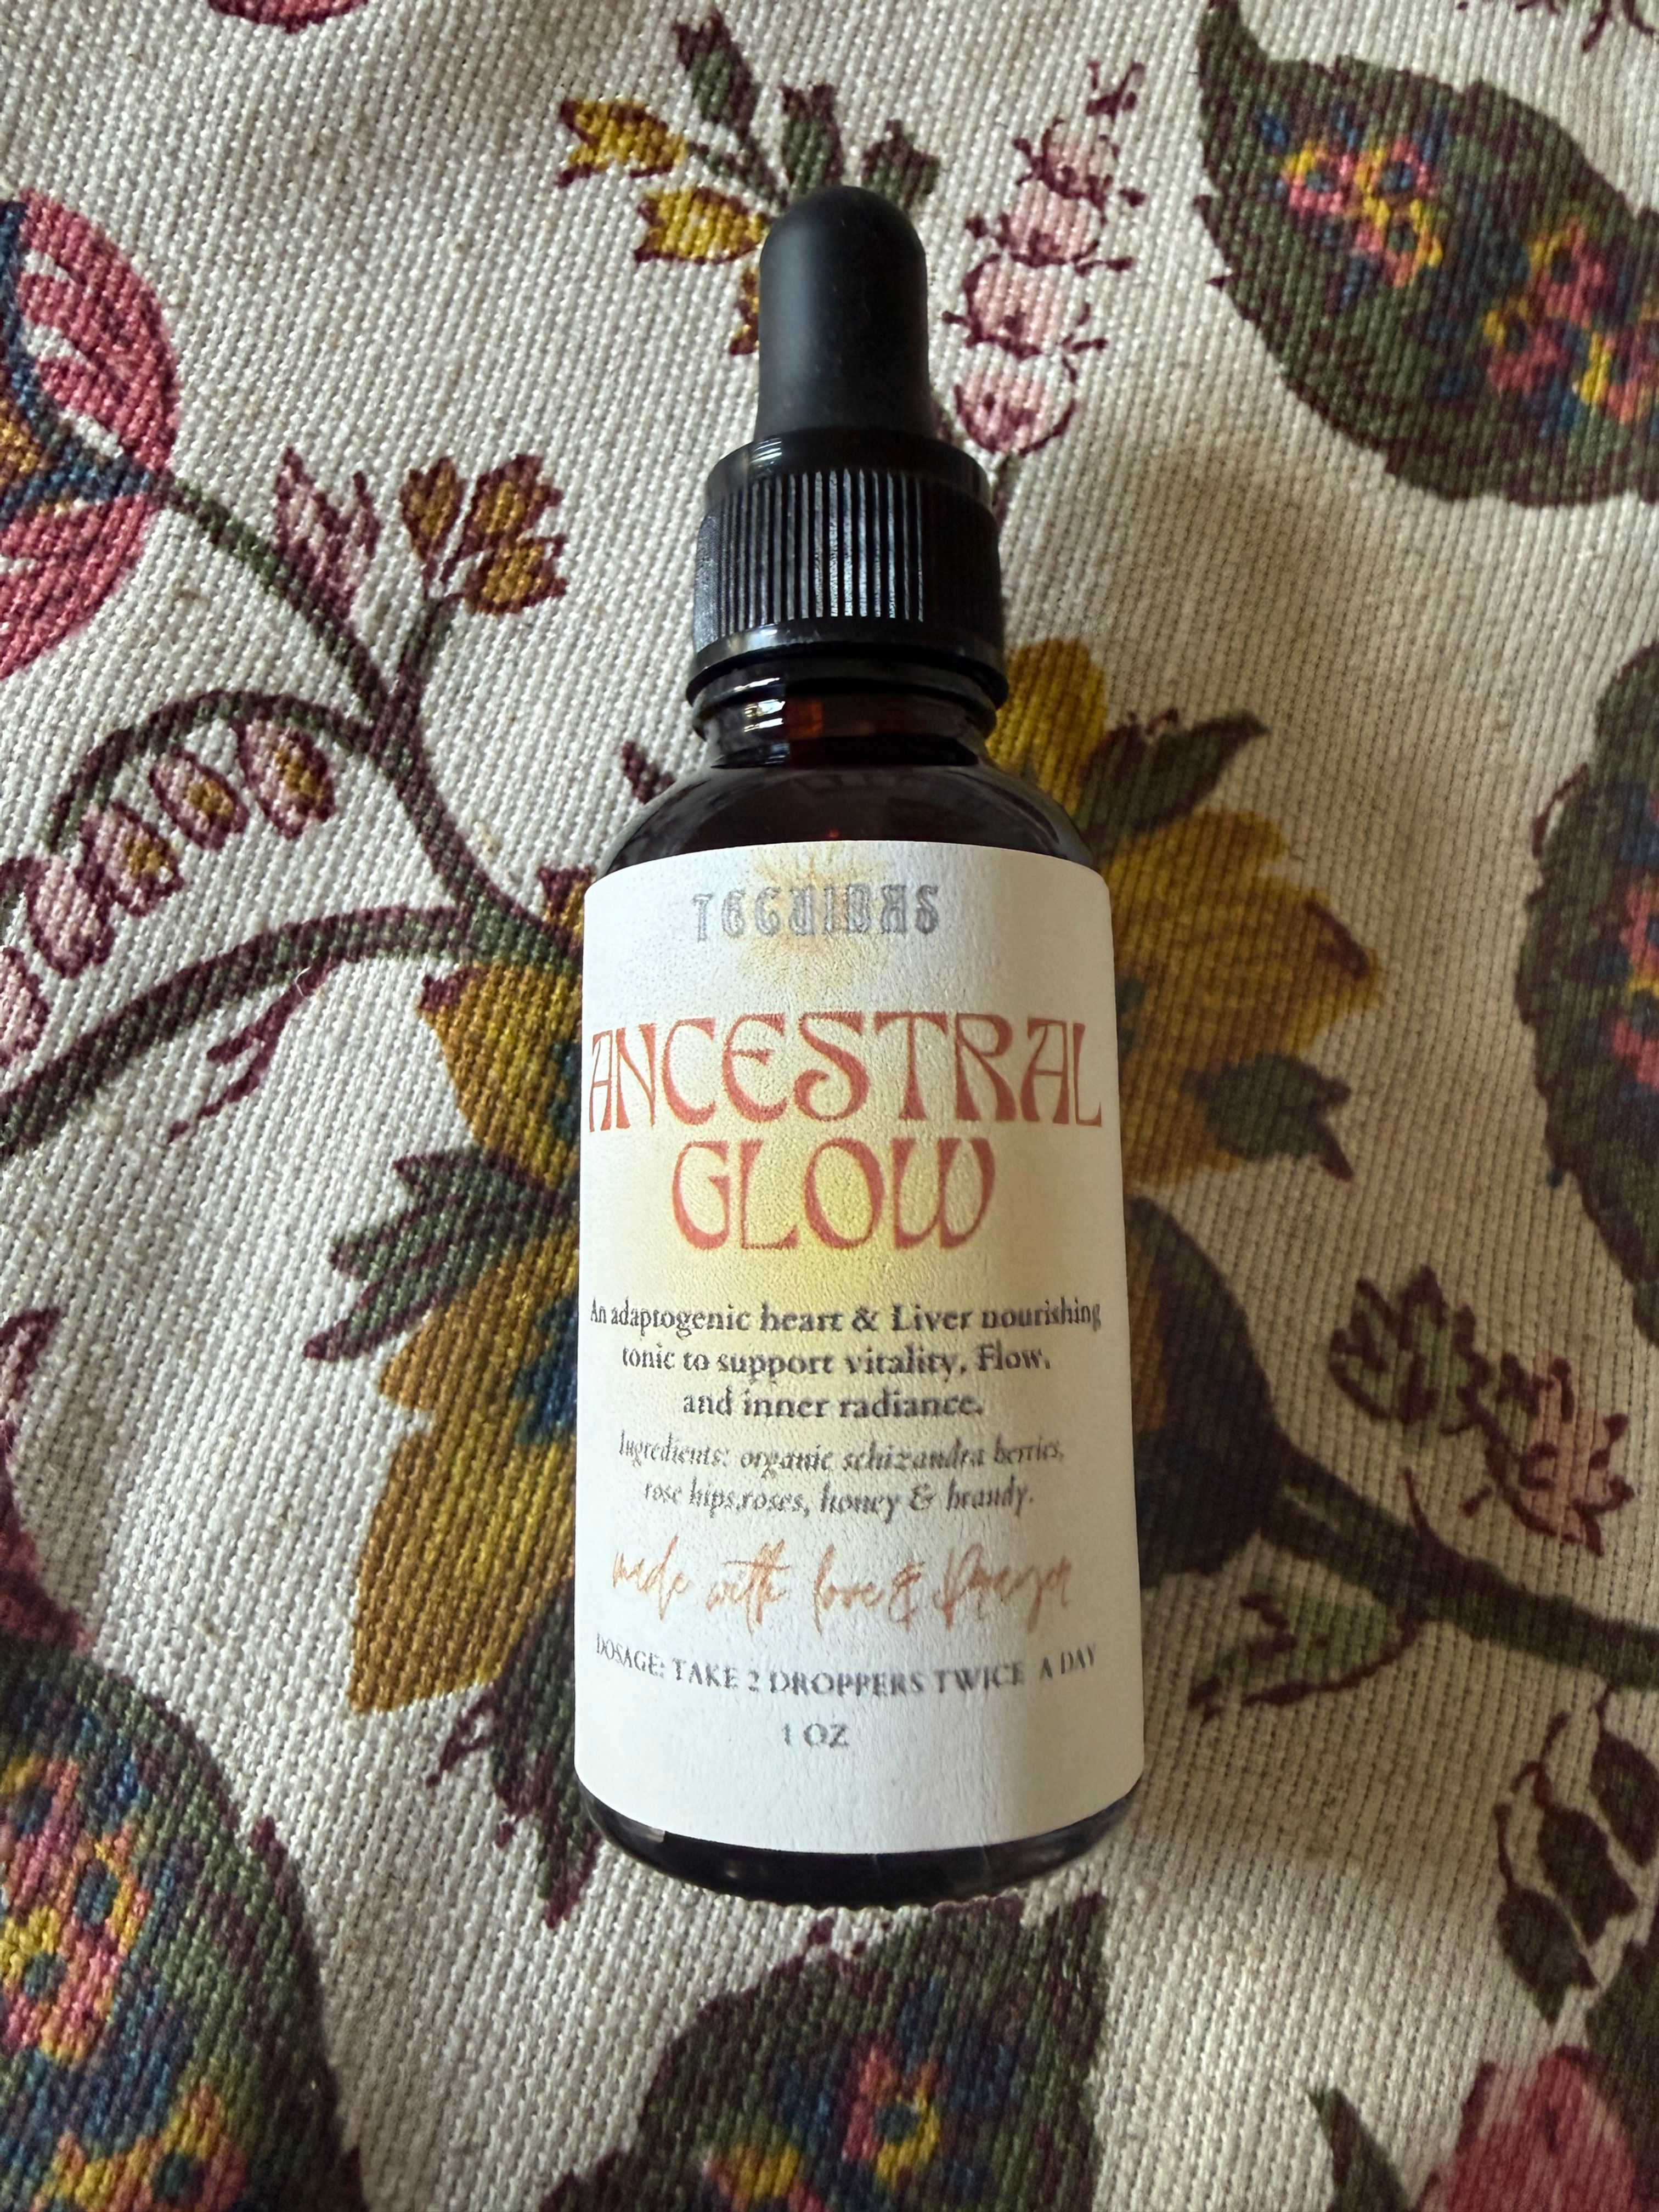 ANCESTRAL
GLOW
An adaptogenic heart & Liver nourishing
tonic to support vitality, Flow,
and inner radiance.
Ingredients: organic schizandra berries,
rose hips,roses, honey & brandy.
made with love & Prayer
DOSAGE: TAKE 2 DROPPERS TWICE A DAY
1 OZ